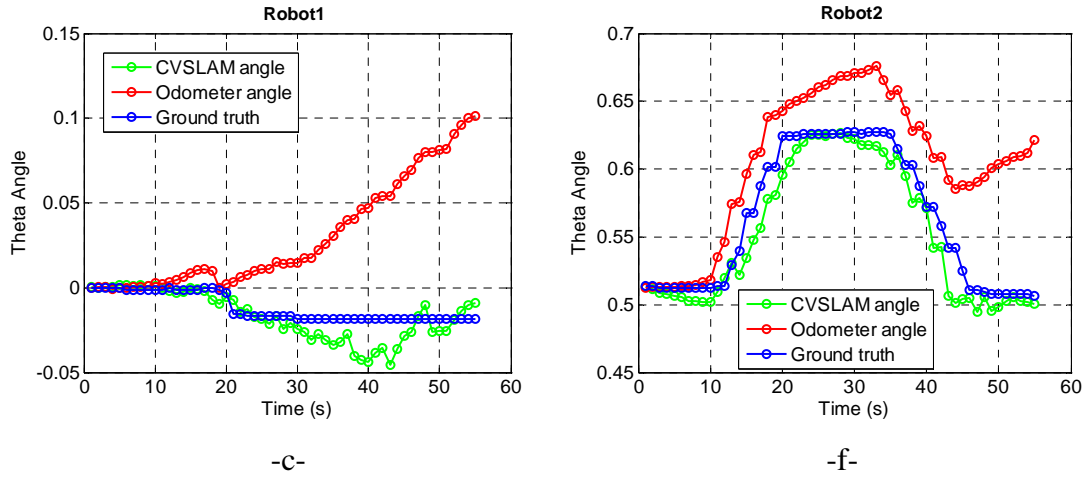 Robot1
0.15
0.1
0.05
0
-0.05
Theta Angle
CVSLAM angle
Odometer angle
Ground truth
0 10 20 30 40 50 60
Time (s)
-c-
Robot2
0.7
0.65
0.6
0.55
0.5
0.45
Theta Angle
CVSLAM angle
Odometer angle
Ground truth
0 10 20 30 40 50 60
Time (s)
-f-